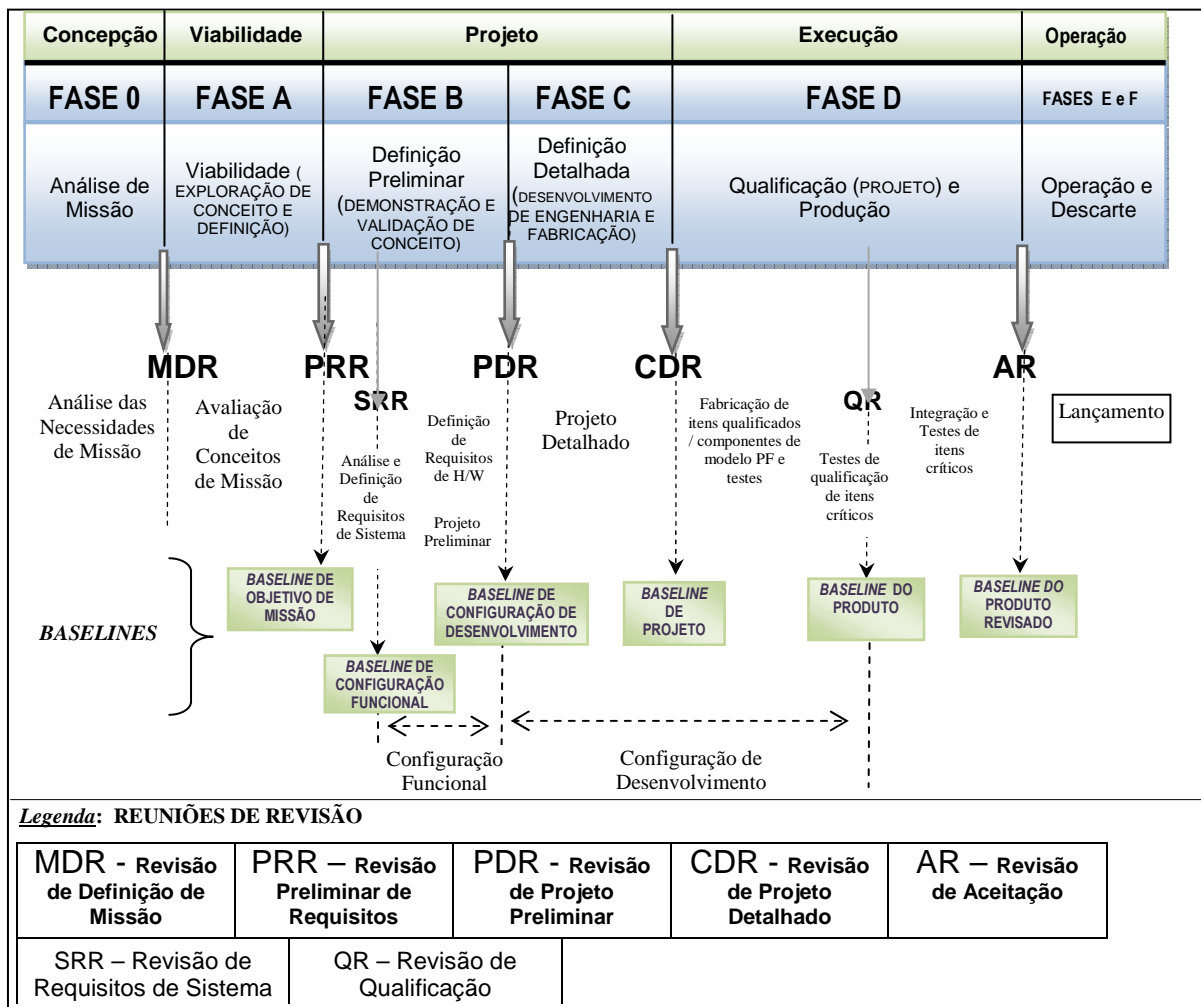 Concepção
Viabilidade
Projeto
Execução
Operação
FASE 0
FASE A
FASE B
FASE C
FASE D
FASES E e F
Análise de
Missão
Viabilidade (
EXPLORAÇÃO DE
CONCEITO E
DEFINIÇÃO)
Definição
Preliminar
(DEMONSTRAÇÃO E
VALIDAÇÃO DE
CONCEITO)
Definição
Detalhada
(DESENVOLVIMENTO
DE ENGENHARIA E
FABRICAÇÃO)
Qualificação (PROJETO) e
Produção
Operação e
Descarte
MDR
PRR
SRR
PDR
CDR
QR
AR
Análise das
Necessidades
de Missão
Avaliação
de
Conceitos
de Missão
Análise e
Definição
de
Requisitos
de Sistema
Definição
de
Requisitos
de H/W
Projeto
Preliminar
Projeto
Detalhado
Fabricação de
itens qualificados
/ componentes de
modelo PF e
testes
Testes de
qualificação
de itens
críticos
Integração e
Testes de
itens
críticos
Lançamento
BASELINES
BASELINE DE
OBJETIVO DE
MISSÃO
BASELINE DE
CONFIGURAÇÃO
FUNCIONAL
BASELINE DE
CONFIGURAÇÃO DE
DESENVOLVIMENTO
BASELINE
DE
PROJETO
BASELINE DO
PRODUTO
BASELINE DO
PRODUTO
REVISADO
Configuração
Funcional
Configuração de
Desenvolvimento
Legenda: REUNIÕES DE REVISÃO
MDR - Revisão
de Definição de
Missão
PRR – Revisão
Preliminar de
Requisitos
PDR - Revisão
de Projeto
Preliminar
CDR - Revisão
de Projeto
Detalhado
AR – Revisão
de Aceitação
SRR – Revisão de
Requisitos de Sistema
QR – Revisão de
Qualificação